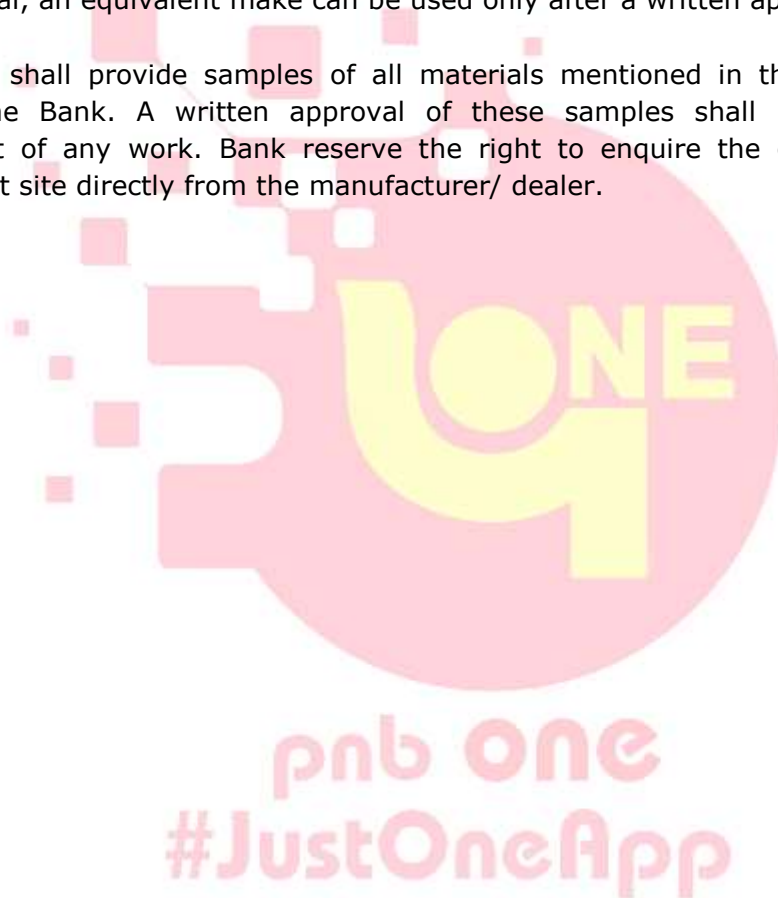 al, an equivalent make can be used only after a written ap
shall provide samples of all materials mentioned in th
ne Bank. A written approval of these samples shall
t of any work. Bank reserve the right to enquire the
t site directly from the manufacturer/ dealer.
ONE
pnb one
#JustOneApp